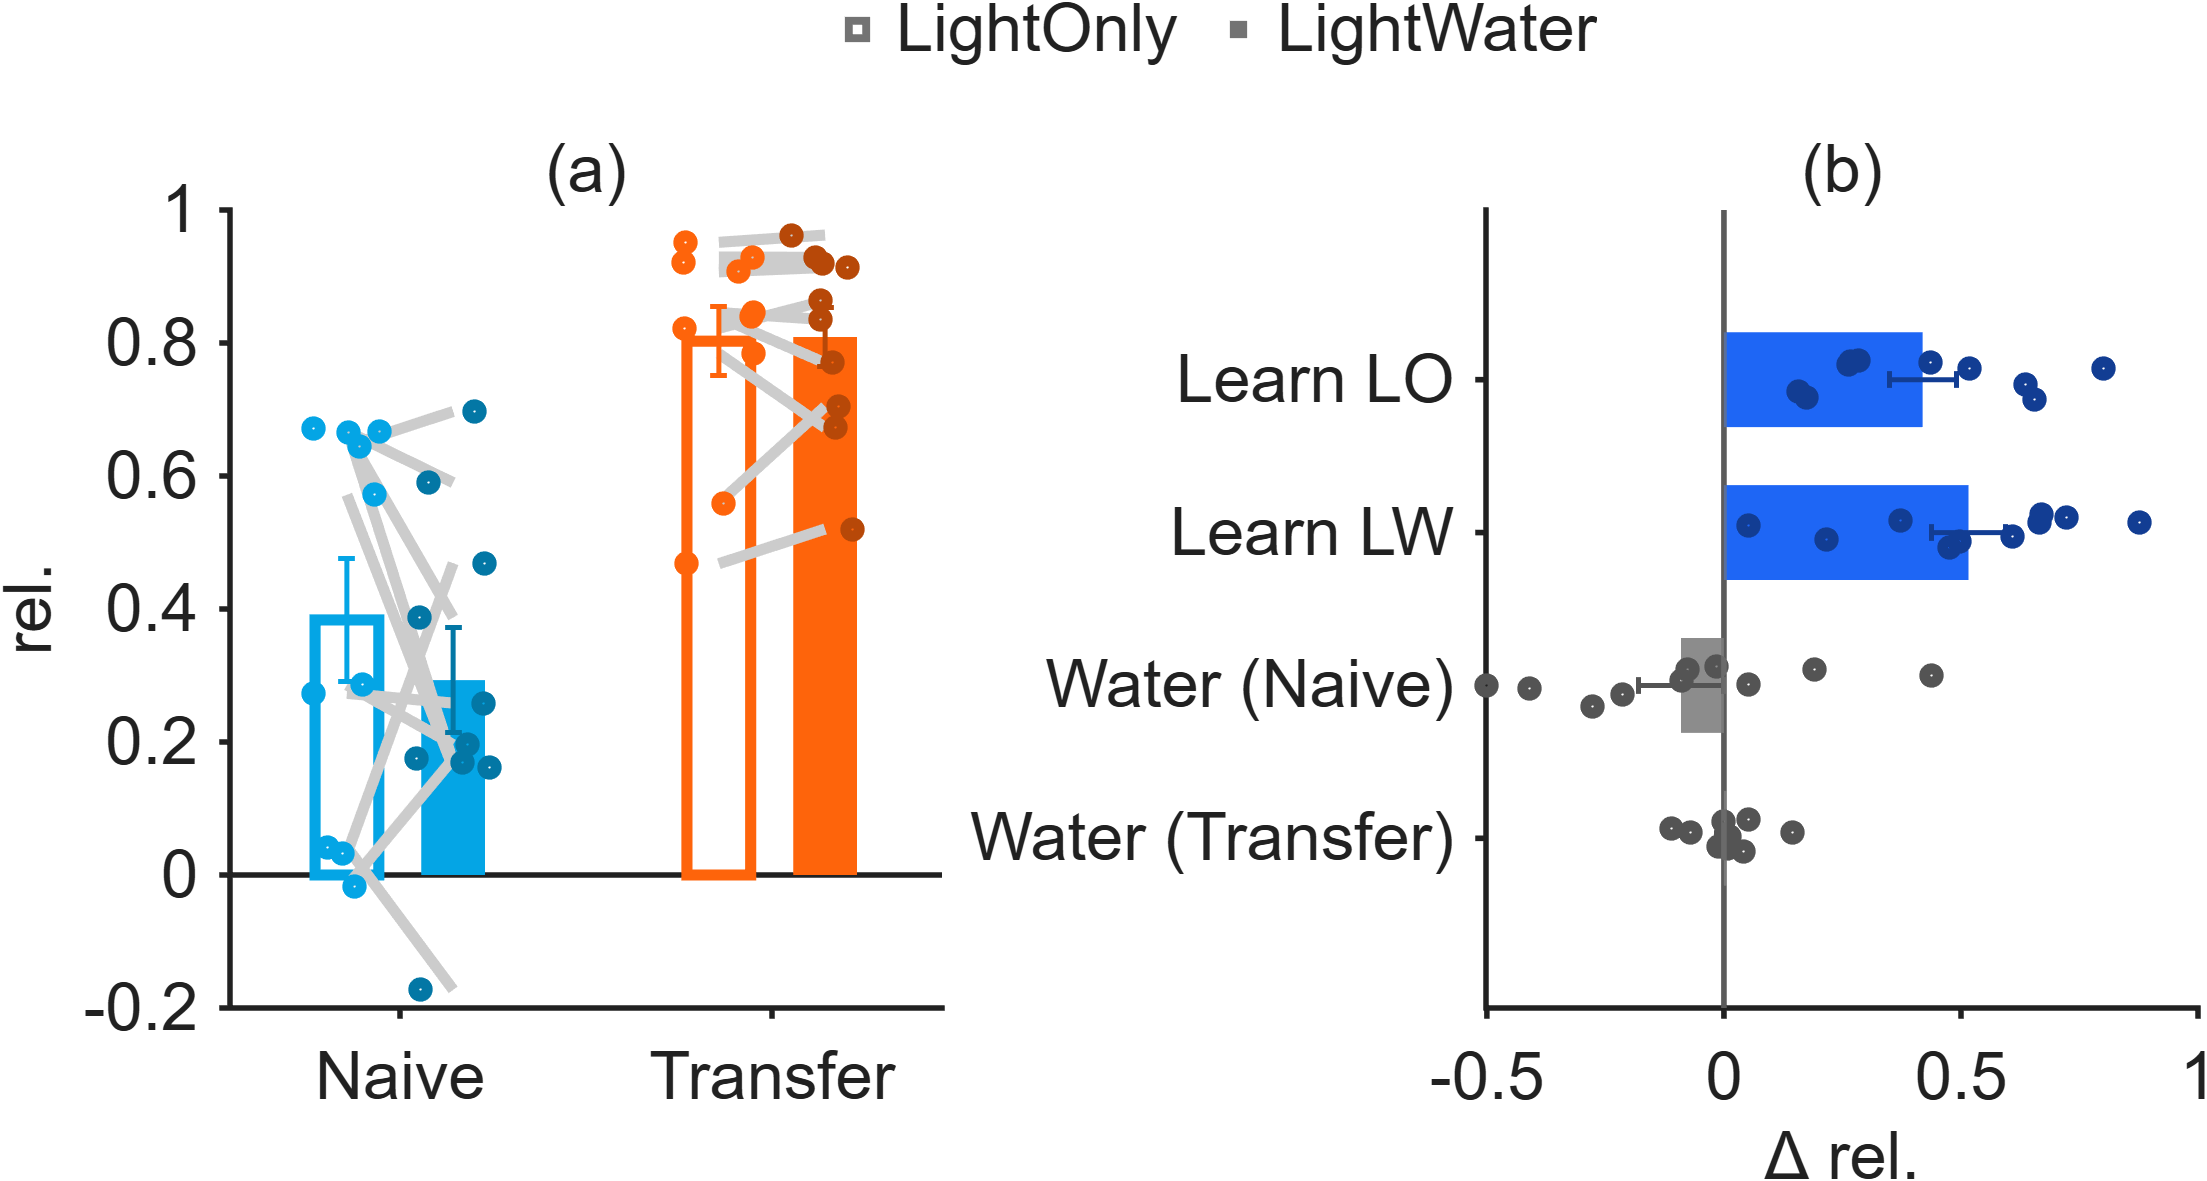 LightOnly LightWater
(a)
1
0.8
0.6
0.4
0.2
0
-0.2
rel.
Naive Transfer
(b)
Learn LO
Learn LW
Water (Naive)
Water (Transfer)
-0.5 0 0.5 1
Δ rel.